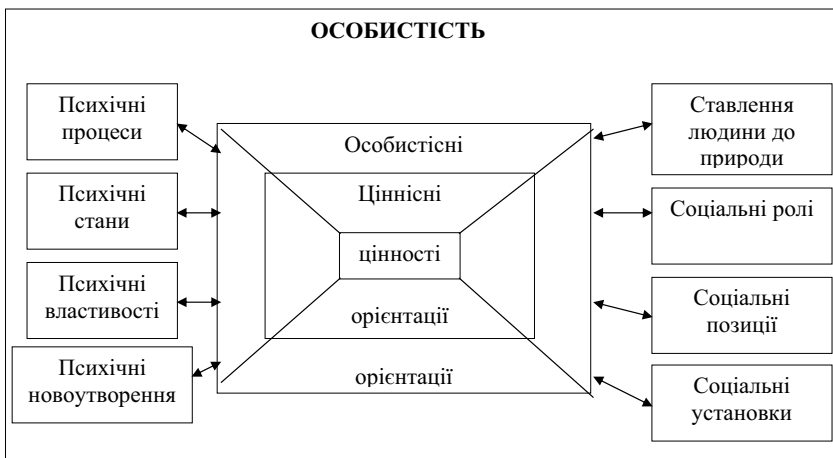 ОСОБИСТІСТЬ
Психічні
процеси
Психічні
стани
Психічні
властивості
Психічні
новоутворення
Особистісні
Ціннісні
цінності
орієнтації
орієнтації
Ставлення
людини до
природи
Соціальні ролі
Соціальні
позиції
Соціальні
установки